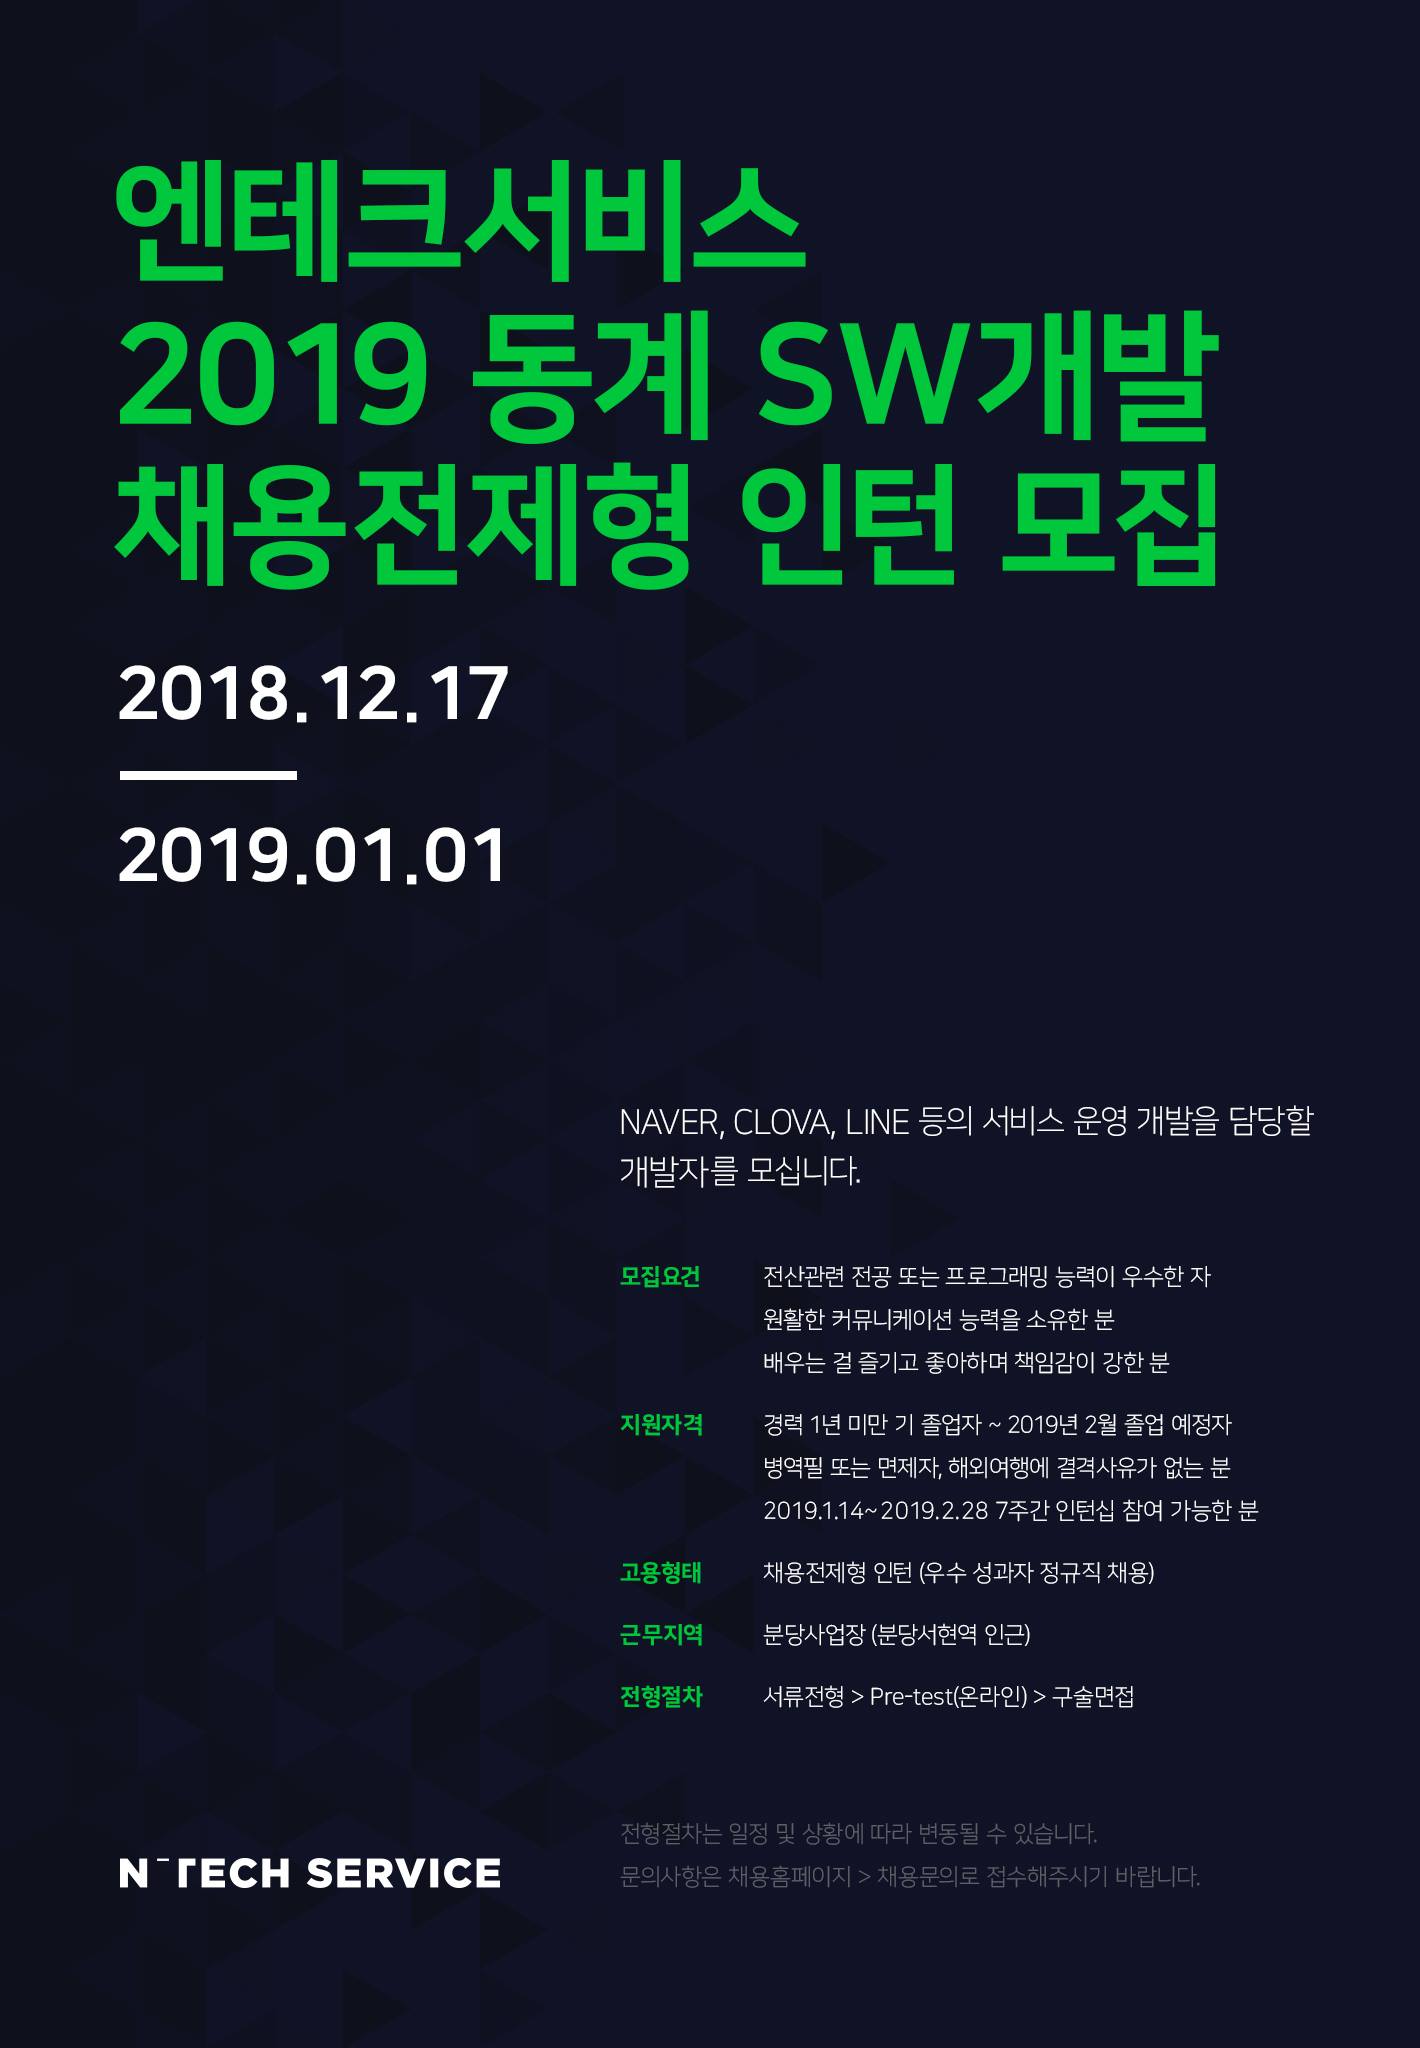 엔테크서비스
2019 동계 SW개발
채용전제형 인턴 모집
2018.12.17
2019.01.01
NAVER, CLOVA, LINE 등의 서비스 운영 개발을 담당할
개발자를 모십니다.
모집요건 전산관련 전공 또는 프로그래밍 능력이 우수한 자
원활한 커뮤니케이션 능력을 소유한 분
배우는 걸 즐기고 좋아하며 책임감이 강한 분
지원자격 경력 1년 미만 기 졸업자 ~ 2019년 2월 졸업 예정자
병역필 또는 면제자, 해외여행에 결격사유가 없는 분
2019.1.14~2019.2.28 7주간 인턴십 참여 가능한 분
고용형태 채용전제형 인턴 (우수 성과자 정규직 채용)
근무지역 분당사업장 (분당서현역 인근)
전형절차 서류전형 > Pre-test(온라인) > 구술면접
전형절차는 일정 및 상황에 따라 변동될 수 있습니다.
문의사항은 채용홈페이지 > 채용문의로 접수해주시기 바랍니다.
N-TECH SERVICE